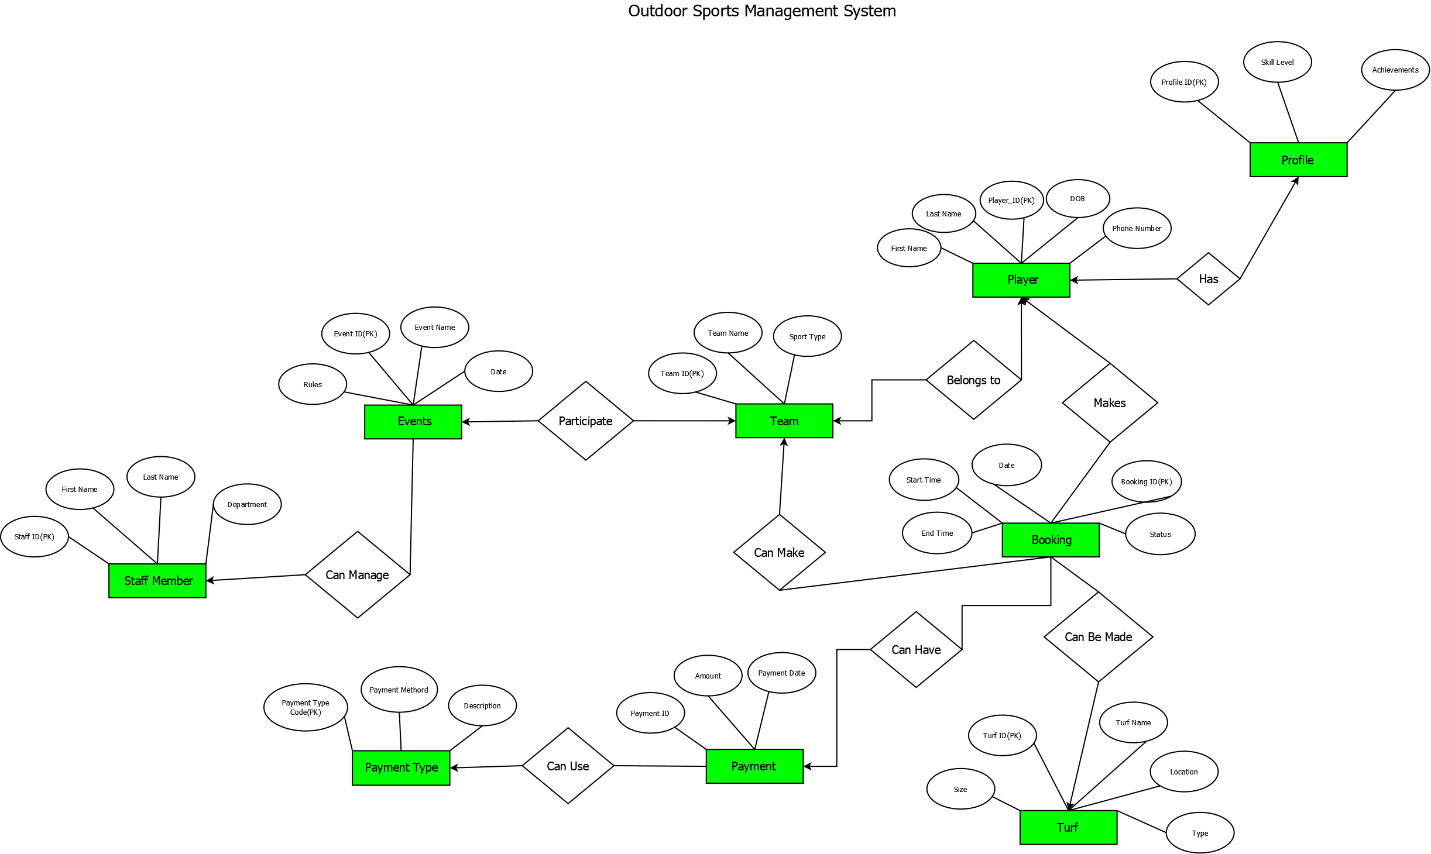 Outdoor Sports Management System
Profile ID(PK)
Skill Level
Achievements
Profile
First Name
Last Name
Player_ID(PK)
DOB
Phone Number
Player
Has
Event ID(PK)
Event Name
Rules
Date
Events
Participate
Team ID(PK)
Team Name
Sport Type
Team
Belongs to
Makes
Staff ID(PK)
First Name
Last Name
Department
Staff Member
Can Manage
Can Make
Start Time
Date
Booking ID(PK)
End Time
Status
Booking
Can Have
Can Be Made
Payment Type
Code(PK)
Payment Methord
Description
Payment Type
Can Use
Payment ID
Amount
Payment Date
Payment
Turf ID(PK)
Turf Name
Size
Location
Type
Turf